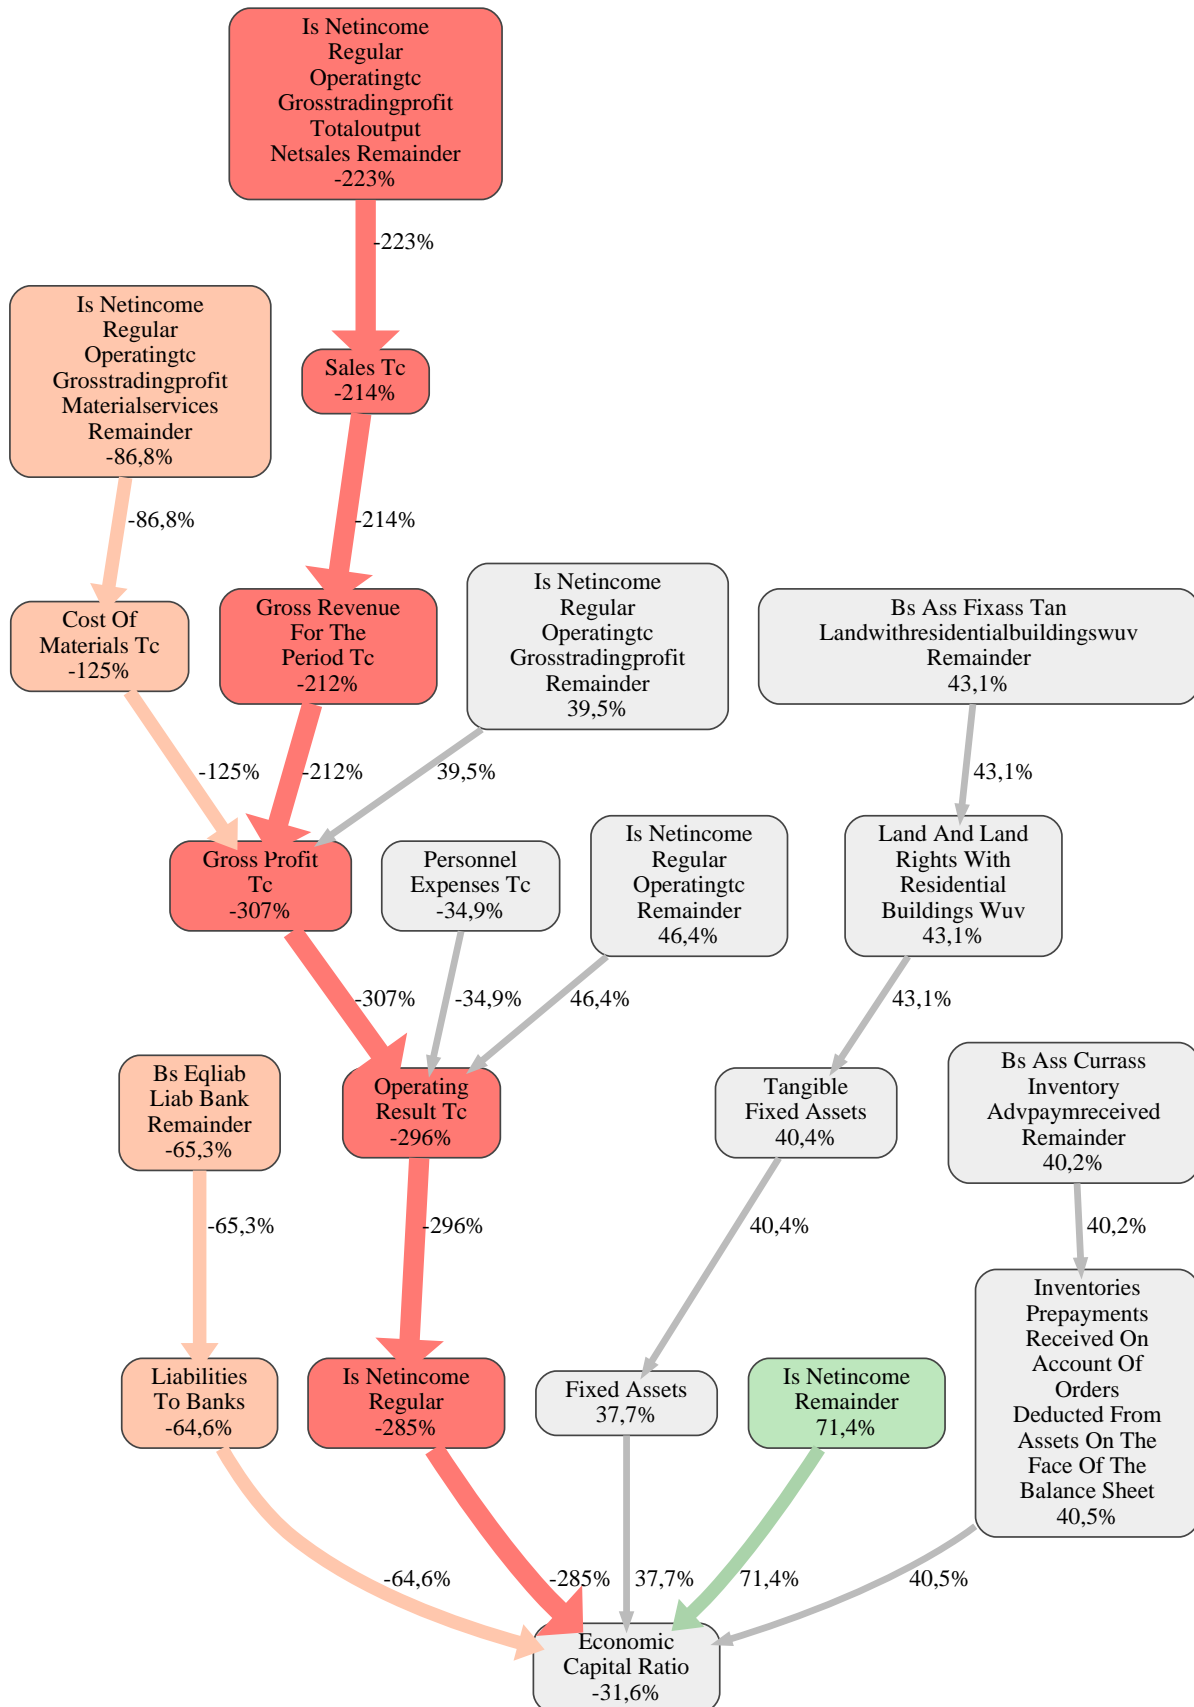 Is Netincome
Regular
Operatingtc
Grosstradingprofit
Totaloutput
Netsales Remainder
-223%
-223%
Is Netincome
Regular
Operatingtc
Grosstradingprofit
Materialservices
Remainder
-86,8%
Sales Tc
-214%
-86,8%
-214%
Cost Of
Materials Tc
-125%
Gross Revenue
For The
Period Tc
-212%
Is Netincome
Regular
Operatingtc
Grosstradingprofit
Remainder
39,5%
Bs Ass Fixass Tan
Landwithresidentialbuildingswuv
Remainder
43,1%
-125%
-212%
39,5%
43,1%
Gross Profit
Tc
-307%
Personnel
Expenses Tc
-34,9%
Is Netincome
Regular
Operatingtc
Remainder
46,4%
Land And Land
Rights With
Residential
Buildings Wuv
43,1%
-307%
-34,9%
46,4%
43,1%
Bs Eqliab
Liab Bank
Remainder
-65,3%
Operating
Result Tc
-296%
Tangible
Fixed Assets
40,4%
Bs Ass Currass
Inventory
Advpaymreceived
Remainder
40,2%
-65,3%
-296%
40,4%
40,2%
Liabilities
To Banks
-64,6%
Is Netincome
Regular
-285%
Fixed Assets
37,7%
Is Netincome
Remainder
71,4%
Inventories
Prepayments
Received On
Account Of
Orders
Deducted From
Assets On The
Face Of The
Balance Sheet
40,5%
-64,6%
-285%
37,7%
71,4%
40,5%
Economic
Capital Ratio
-31,6%